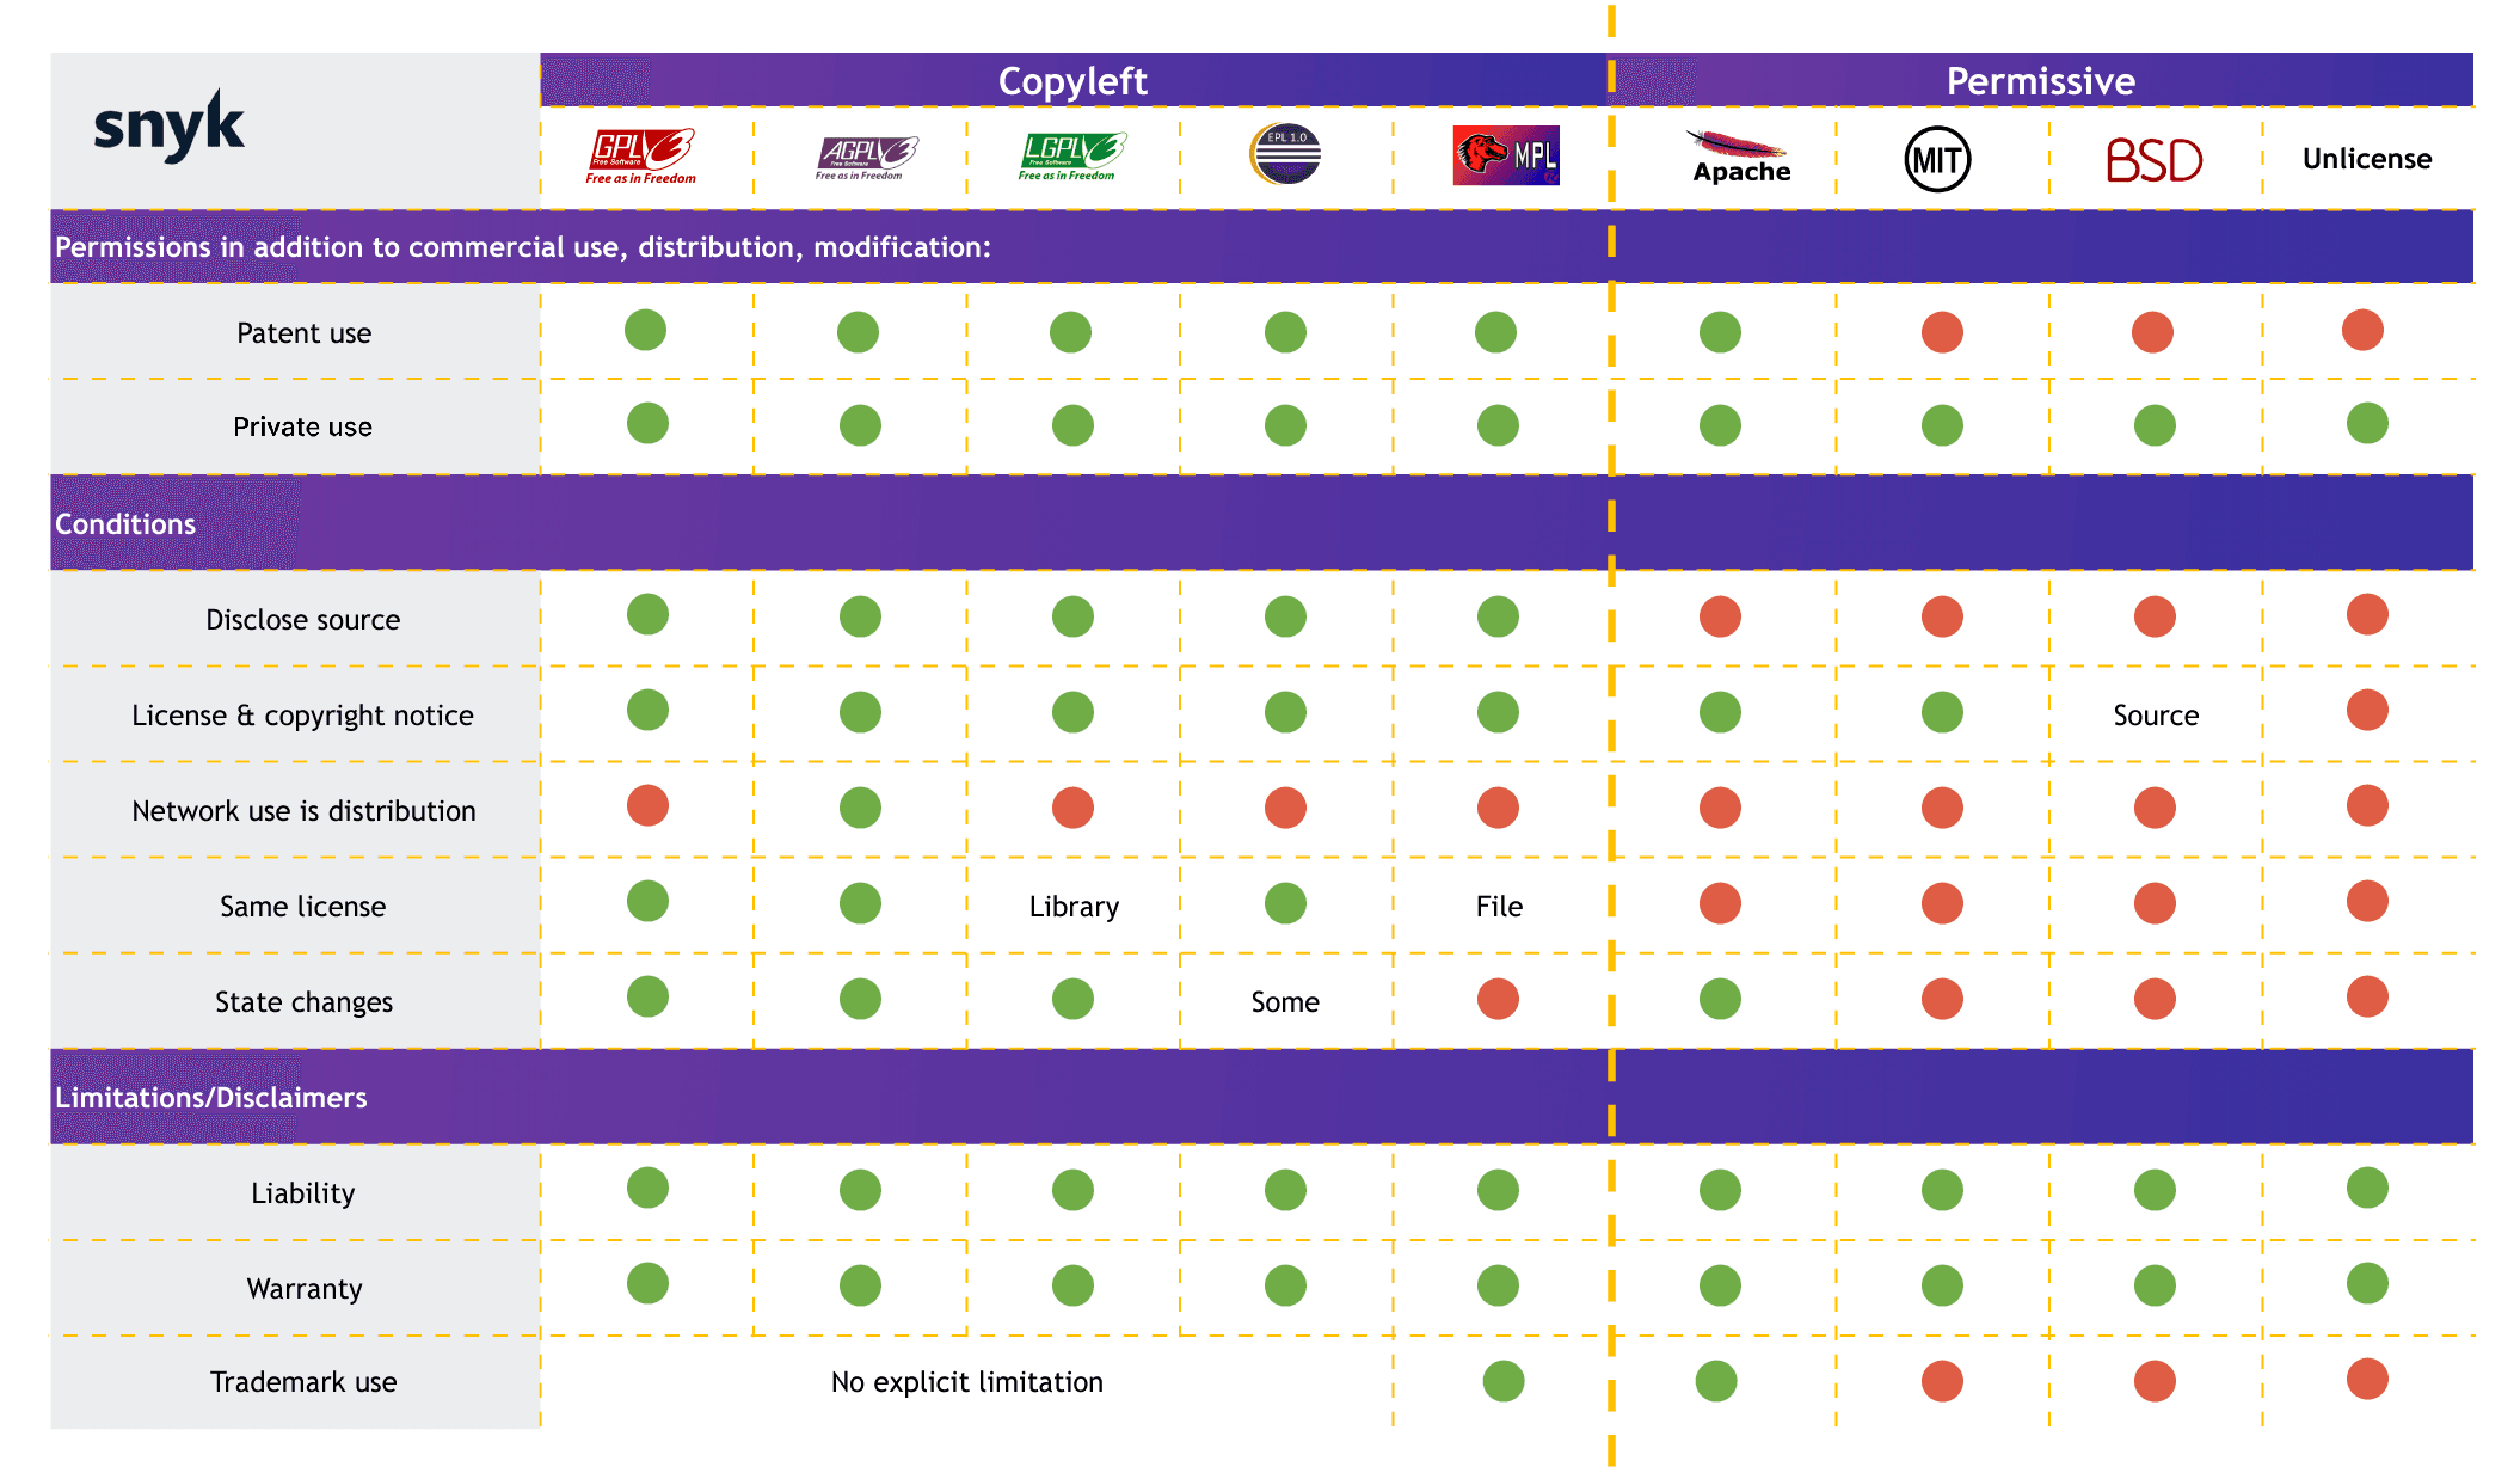 snyk
Copyleft
Permissive
GPLV3
Free Software
Free as in Freedom
AGPLV3
Free Software
Free as in Freedom
LGPLV3
Free Software
Free as in Freedom
EPL 1.0
MPL
Apache
MIT
BSD
Unlicense
Permissions in addition to commercial use, distribution, modification:
Patent use
Private use
Conditions
Disclose source
License & copyright notice
Source
Network use is distribution
Same license
Library
File
State changes
Some
Limitations/Disclaimers
Liability
Warranty
Trademark use
No explicit limitation